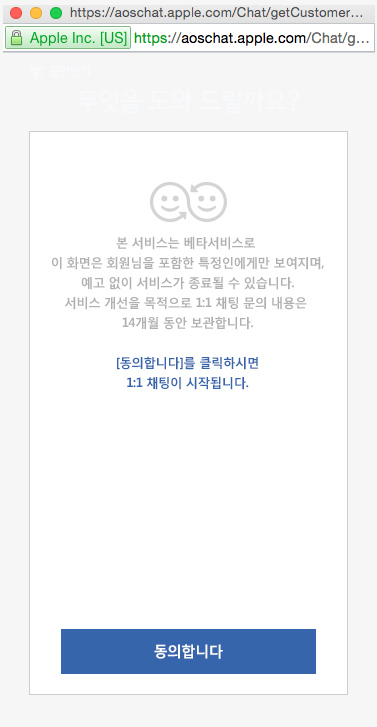 https://aoschat.apple.com/Chat/getCustomer…
Apple Inc. [US] https://aoschat.apple.com/Chat/g…
무엇을 도와 드릴까요?
본 서비스는 베타서비스로
이 화면은 회원님을 포함한 특정인에게만 보여지며,
예고 없이 서비스가 종료될 수 있습니다.
서비스 개선을 목적으로 1:1 채팅 문의 내용은
14개월 동안 보관합니다.
[동의합니다]를 클릭하시면
1:1 채팅이 시작됩니다.
동의합니다